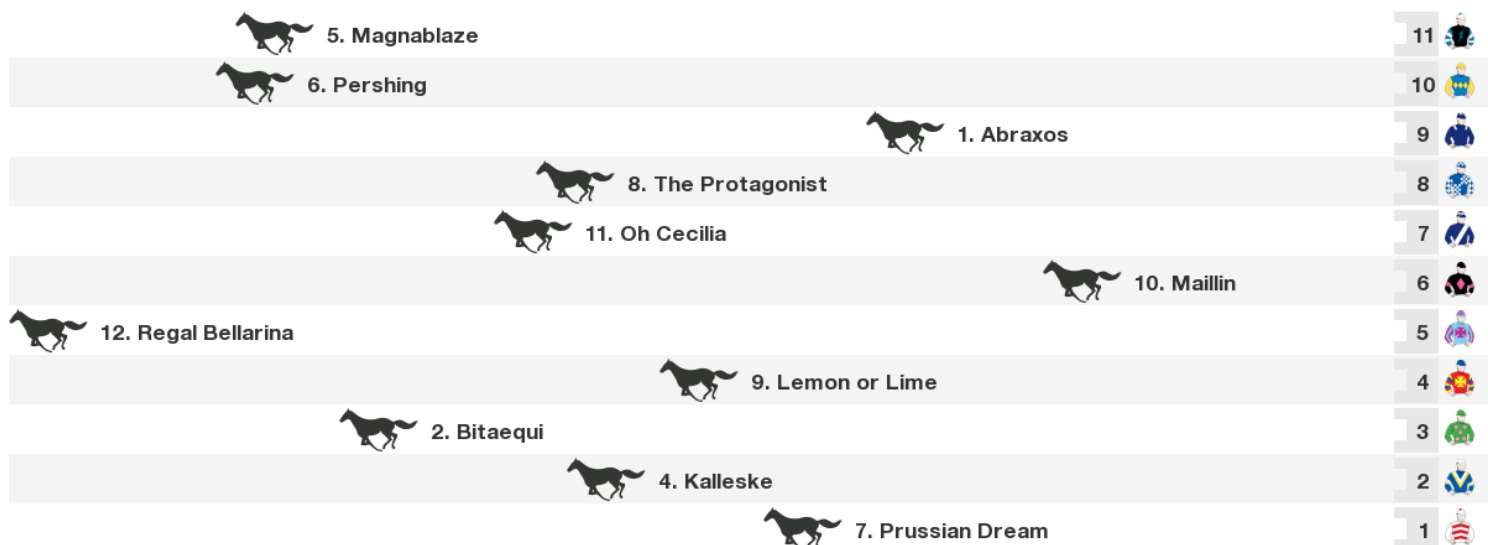 5. Magnablaze 11
6. Pershing 10
1. Abraxos 9
8. The Protagonist 8
11. Oh Cecilia 7
10. Maillin 6
12. Regal Bellarina 5
9. Lemon or Lime 4
2. Bitaequi 3
4. Kalleske 2
7. Prussian Dream 1